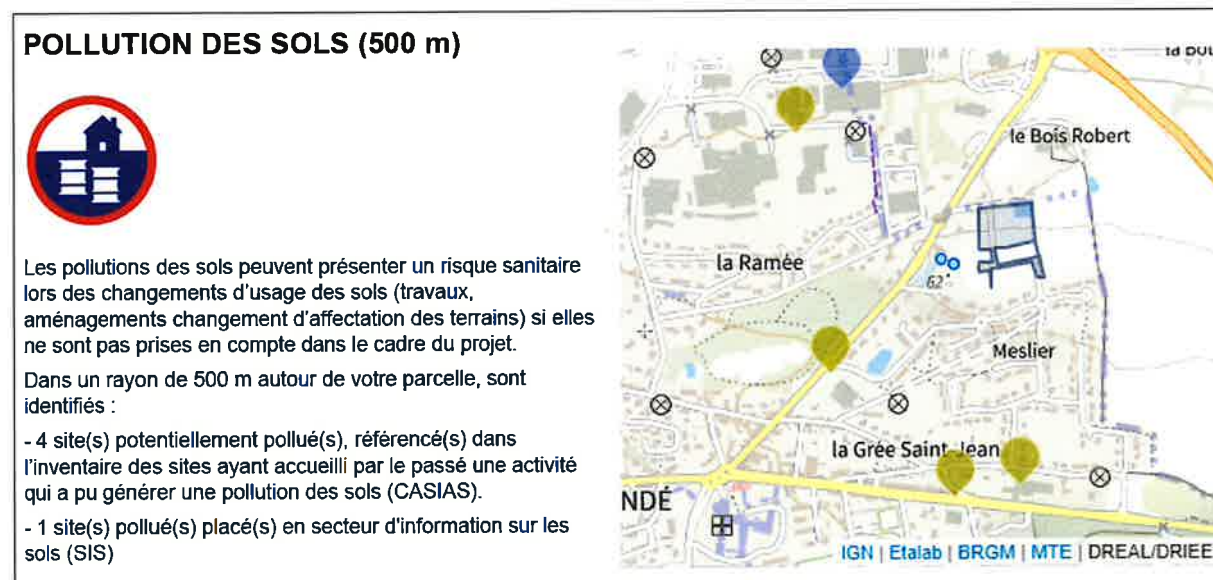 POLLUTION DES SOLS (500 m)
Les pollutions des sols peuvent présenter un risque sanitaire
lors des changements d'usage des sols (travaux,
aménagements changement d'affectation des terrains) si elles
ne sont pas prises en compte dans le cadre du projet.
Dans un rayon de 500 m autour de votre parcelle, sont
identifiés :
- 4 site(s) potentiellement pollué(s), référencé(s) dans
l'inventaire des sites ayant accueilli par le passé une activité
qui a pu générer une pollution des sols (CASIAS).
- 1 site(s) pollué(s) placé(s) en secteur d'information sur les
sols (SIS)
la BOU
le Bois Robert
la Ramée
62
Meslier
la Grée Saint-Jean
NDÉ
IGN | Etalab | BRGM | MTE | DREAL/DRIEE